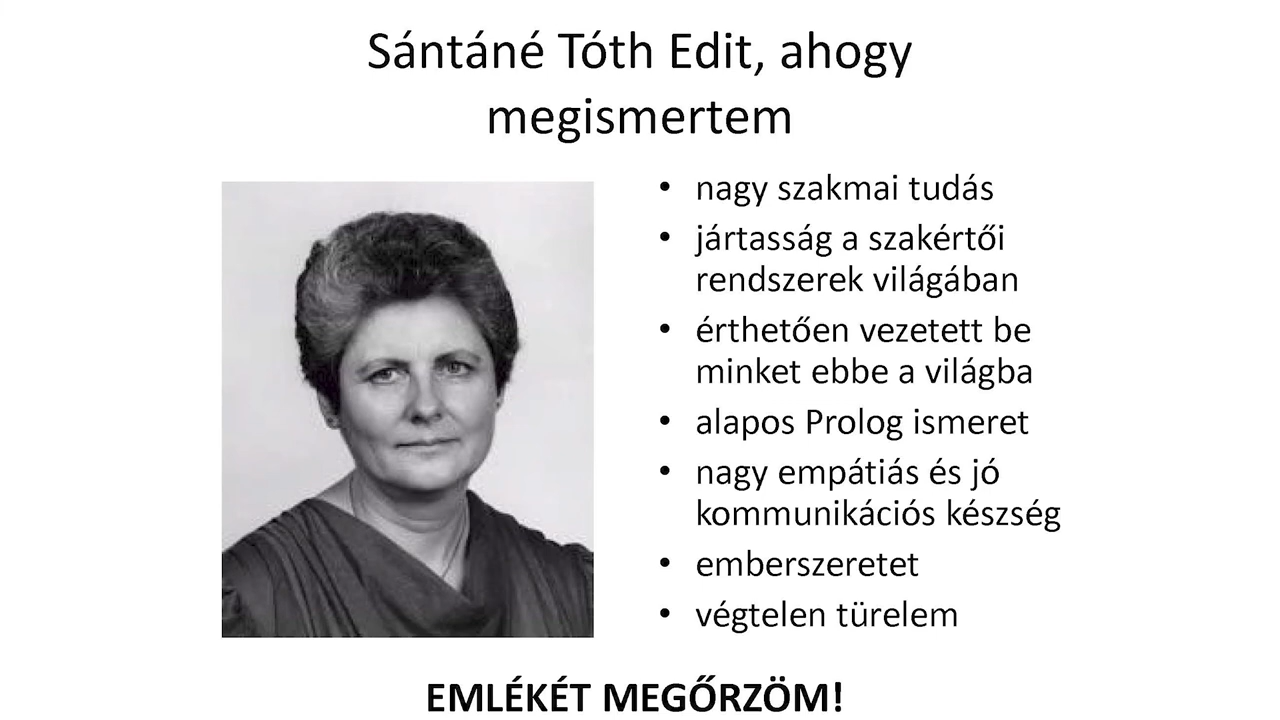 Sántáné Tóth Edit, ahogy
megismertem
• nagy szakmai tudás
• jártasság a szakértői
rendszerek világában
• érthetően vezetett be
minket ebbe a világba
• alapos Prolog ismeret
• nagy empátiás és jó
kommunikációs készség
• emberszeretet
• végtelen türelem
EMLÉKÉT MEGŐRZÖM!